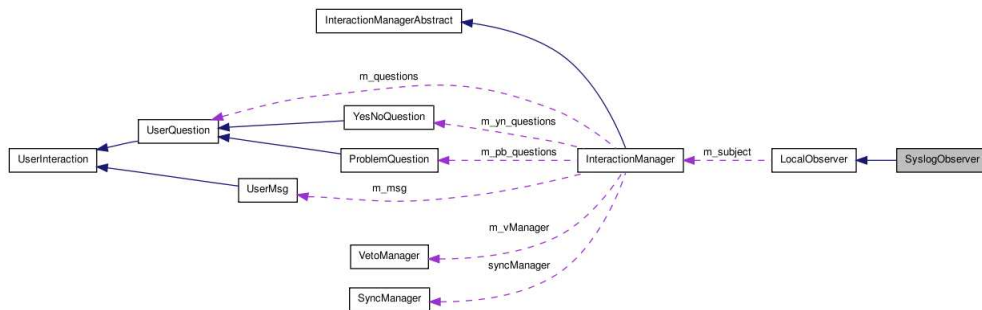 InteractionManagerAbstract
m_questions
YesNoQuestion
m_yn_questions
UserQuestion
UserInteraction
ProblemQuestion
m_pb_questions
InteractionManager
m_subject
LocalObserver
SyslogObserver
UserMsg
m_msg
m_vManager
VetoManager
syncManager
SyncManager